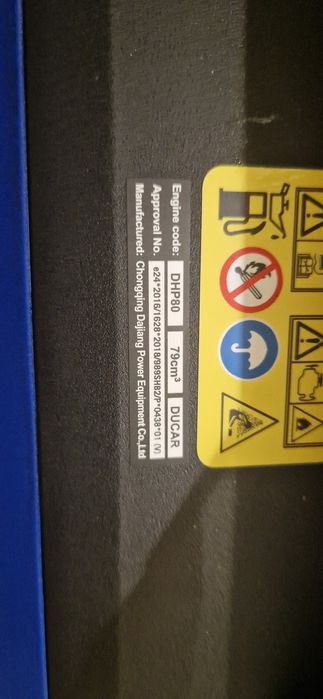 Engine code: DHP80 79cm³ DUCAR
Approval No. e24*2016/1628*2018/989SHB2/P*0438*01 (V)
Manufactured: Chongqing Dajiang Power Equipment Co,.Ltd